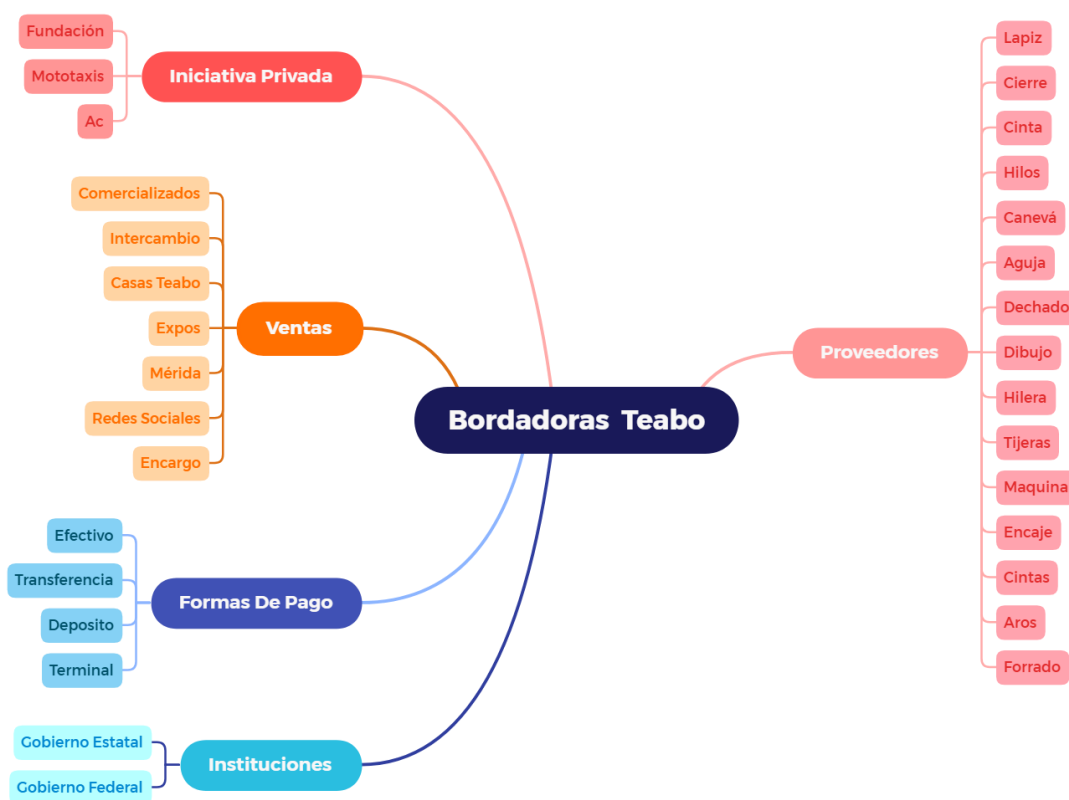 Fundación
Mototaxis
Ac
Iniciativa Privada
Comercializados
Intercambio
Casas Teabo
Expos
Mérida
Redes Sociales
Encargo
Ventas
Efectivo
Transferencia
Deposito
Terminal
Formas De Pago
Gobierno Estatal
Gobierno Federal
Instituciones
Bordadoras Teabo
Proveedores
Lapiz
Cierre
Cinta
Hilos
Canevá
Aguja
Dechado
Dibujo
Hilera
Tijeras
Maquina
Encaje
Cintas
Aros
Forrado